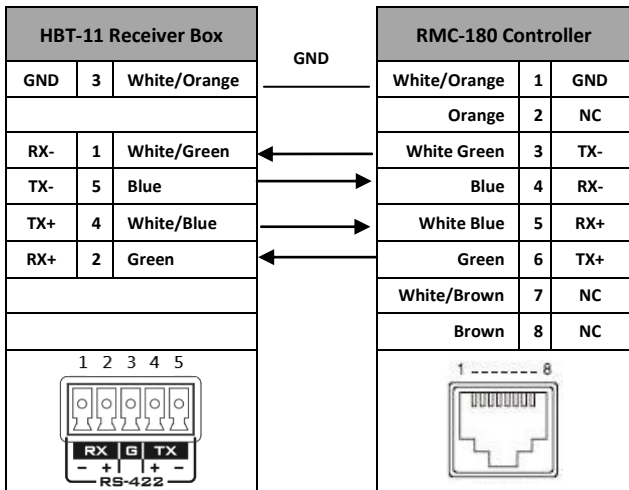 HBT-11 Receiver Box GND RMC-180 Controller
GND 3 White/Orange White/Orange 1 GND
Orange 2 NC
RX- 1 White/Green White Green 3 TX-
TX- 5 Blue Blue 4 RX-
TX+ 4 White/Blue White Blue 5 RX+
RX+ 2 Green Green 6 TX+
White/Brown 7 NC
Brown 8 NC
1 2 3 4 5
RX G TX
- + + -
RS-422
1 ------- 8